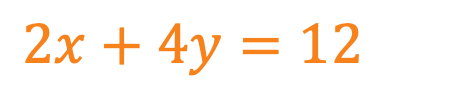 2x + 4y = 12